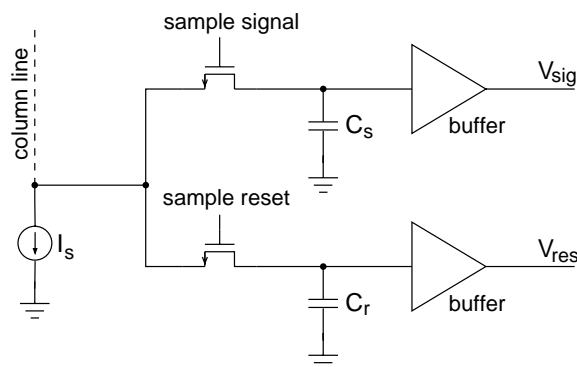 sample signal
column line
V_sig
C_s
buffer
sample reset
I_s
V_res
C_r
buffer